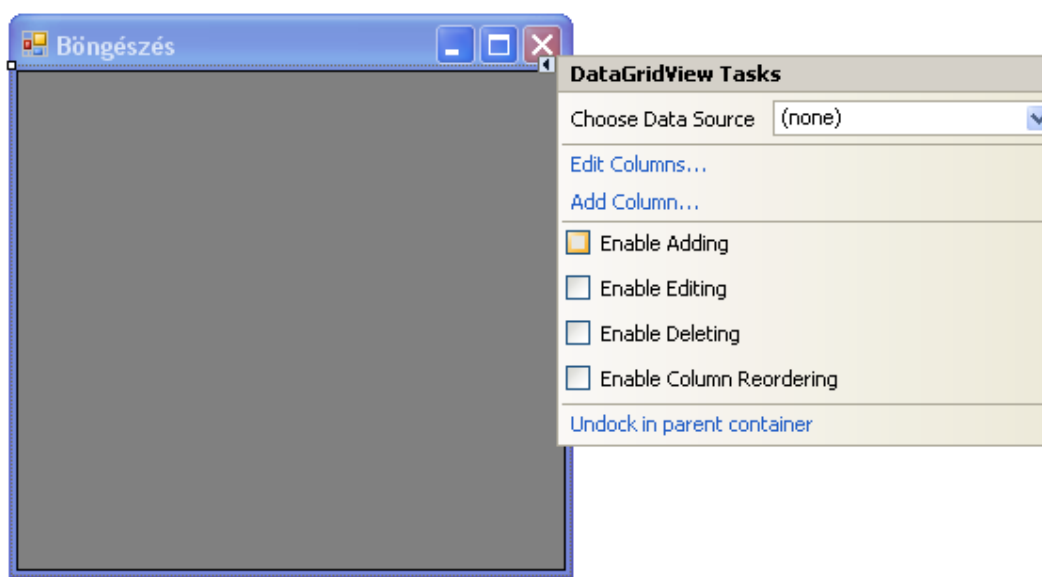 Böngészés
DataGridView Tasks
Choose Data Source (none)
Edit Columns...
Add Column...
Enable Adding
Enable Editing
Enable Deleting
Enable Column Reordering
Undock in parent container